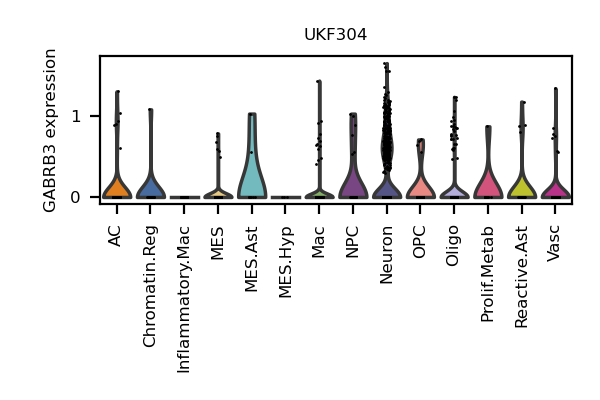 UKF304
GABRB3 expression
1
0
AC
Chromatin.Reg
Inflammatory.Mac
MES
MES.Ast
MES.Hyp
Mac
NPC
Neuron
OPC
Oligo
Prolif.Metab
Reactive.Ast
Vasc